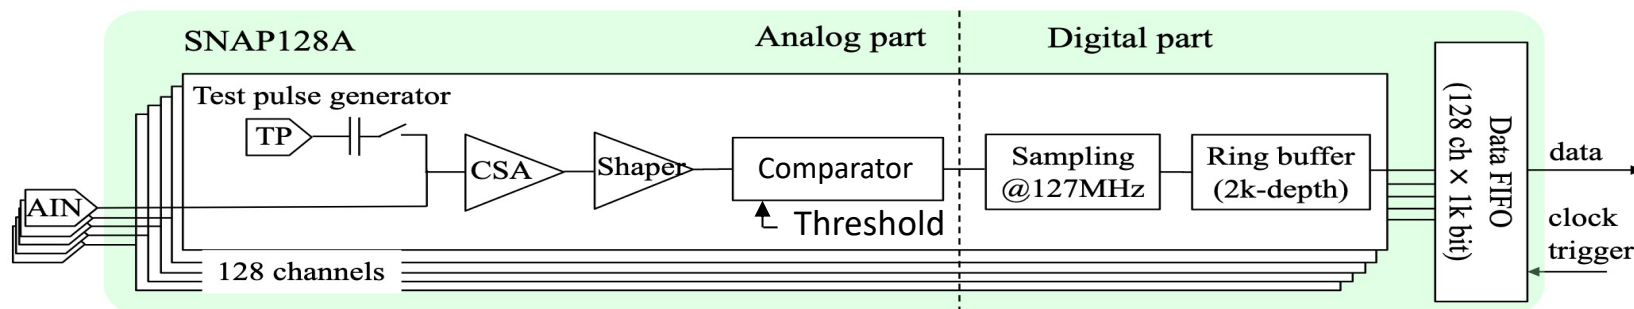 SNAP128A
Analog part
Digital part
Test pulse generator
TP
CSA
Shaper
Comparator
Threshold
Sampling
@127MHz
Ring buffer
(2k-depth)
Data FIFO
(128 ch × 1k bit)
data
clock
trigger
AIN
128 channels